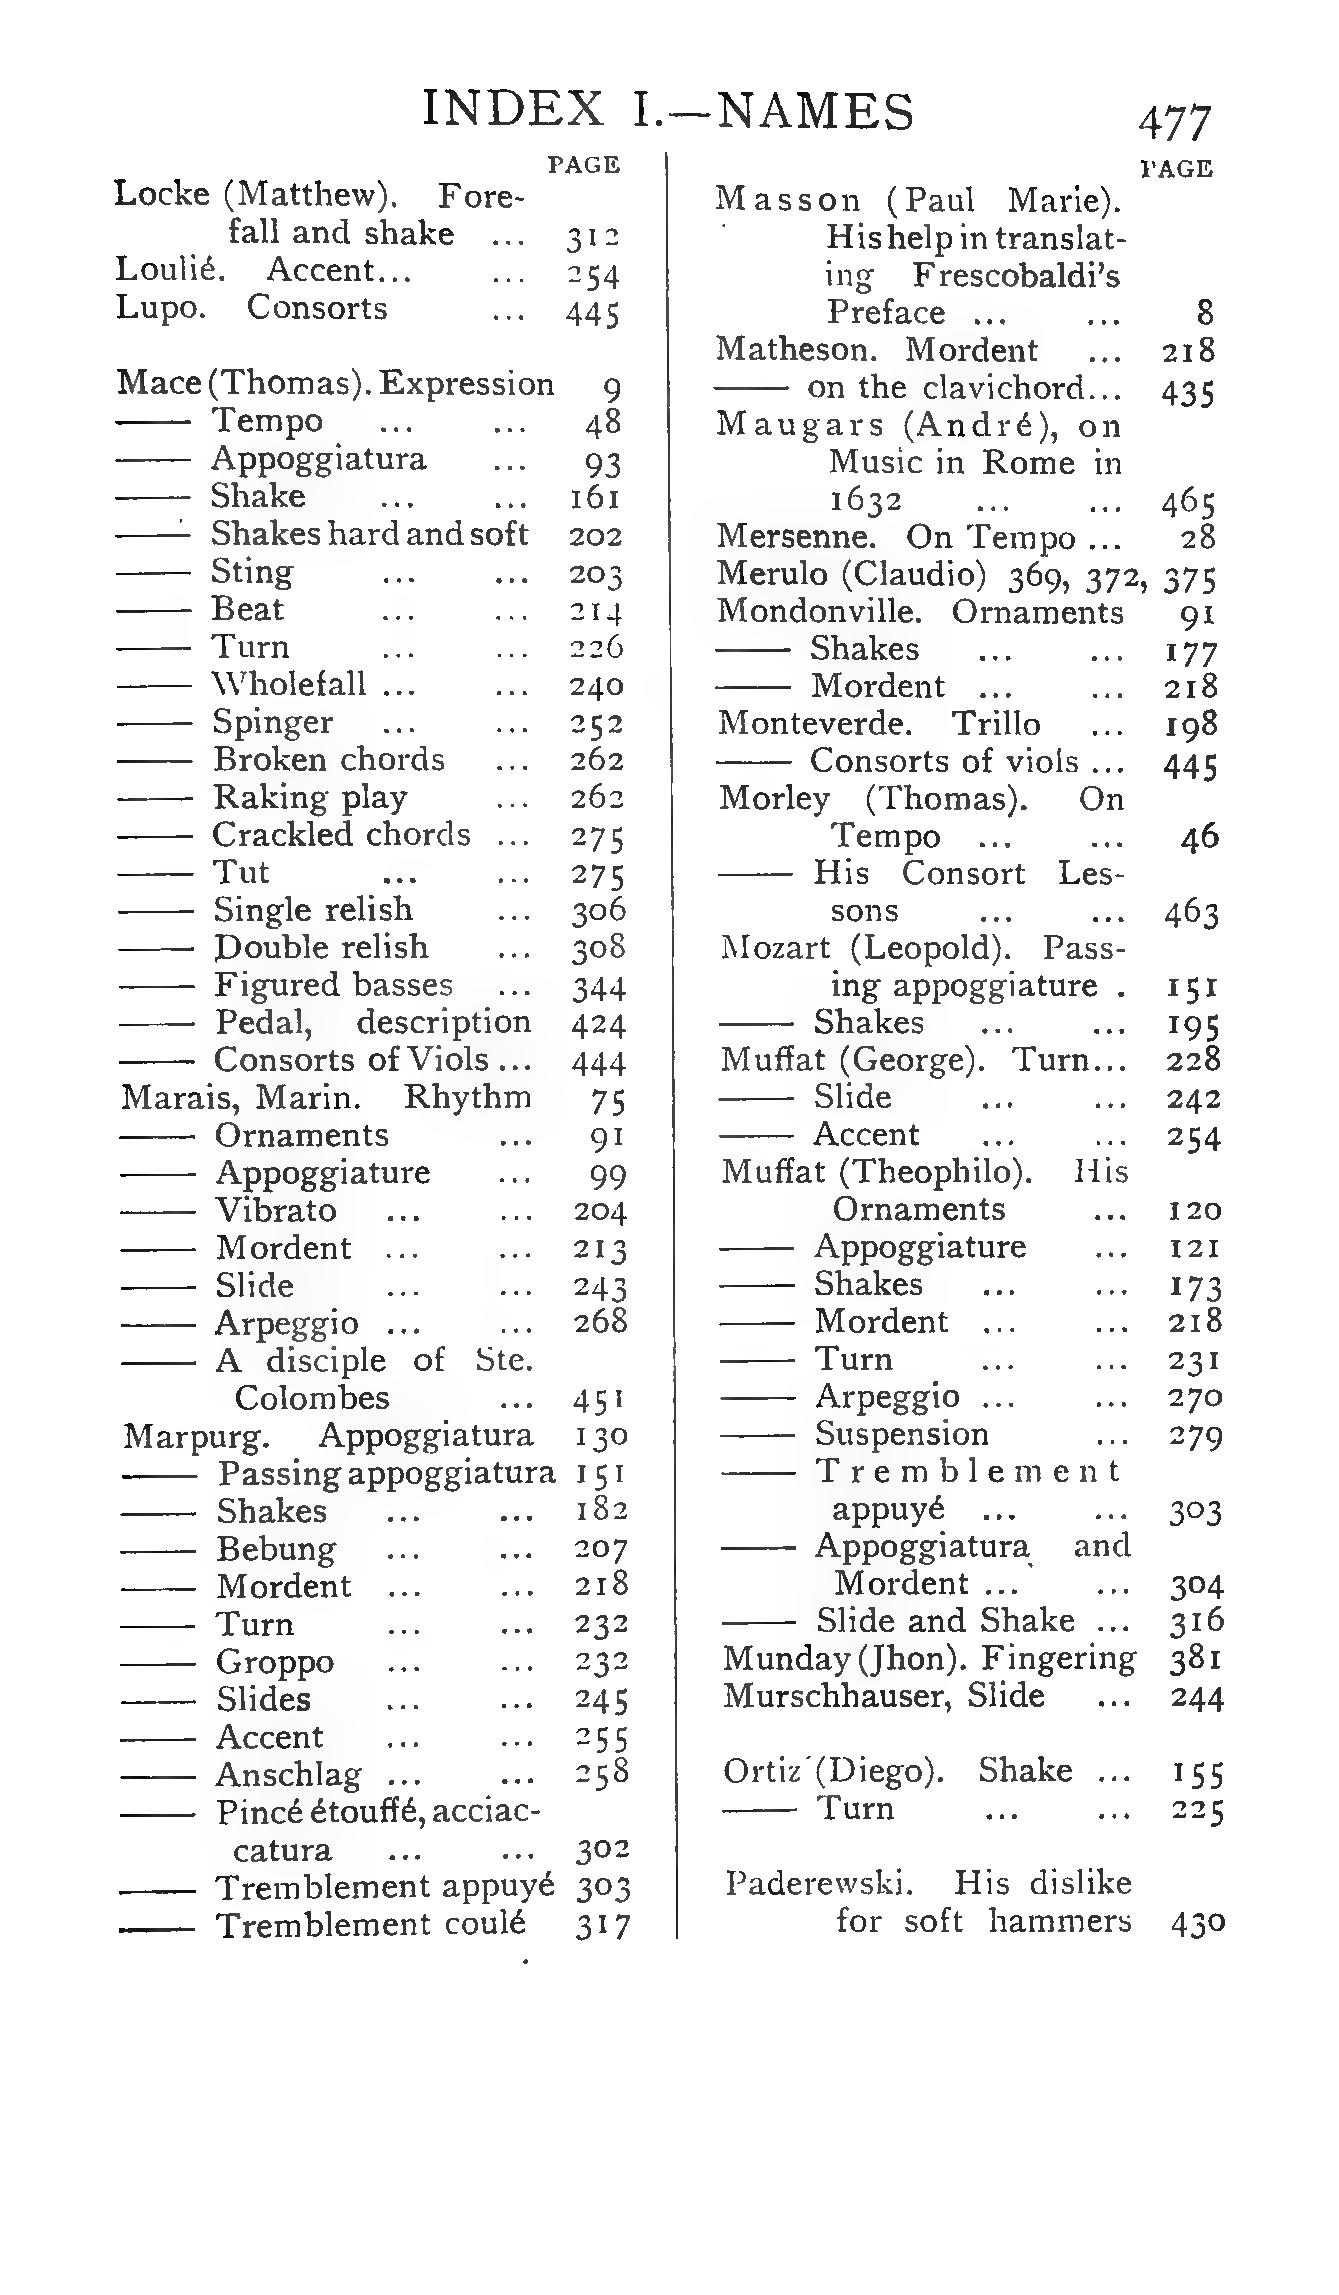 INDEX I.—NAMES 477
PAGE
Locke (Matthew). Fore-
fall and shake ... 312
Loulié. Accent... ... 254
Lupo. Consorts ... 445
Mace (Thomas). Expression 9
—— Tempo ... ... 48
—— Appoggiatura ... 93
—— Shake ... ... 161
—— Shakes hard and soft 202
—— Sting ... ... 203
—— Beat ... ... 214
—— Turn ... ... 226
—— Wholefall ... ... 240
—— Spinger ... ... 252
—— Broken chords ... 262
—— Raking play ... 262
—— Crackled chords ... 275
—— Tut ... ... 275
—— Single relish ... 306
—— Double relish ... 308
—— Figured basses ... 344
—— Pedal, description 424
—— Consorts of Viols ... 444
Marais, Marin. Rhythm 75
—— Ornaments ... 91
—— Appoggiature ... 99
—— Vibrato ... ... 204
—— Mordent ... ... 213
—— Slide ... ... 243
—— Arpeggio ... ... 268
—— A disciple of Ste.
Colombes ... 451
Marpurg. Appoggiatura 130
—— Passing appoggiatura 151
—— Shakes ... ... 182
—— Bebung ... ... 207
—— Mordent ... ... 218
—— Turn ... ... 232
—— Groppo ... ... 232
—— Slides ... ... 245
—— Accent ... ... 255
—— Anschlag ... ... 258
—— Pincé étouffé, acciac-
catura ... ... 302
—— Tremblement appuyé 303
—— Tremblement coulé 317
PAGE
Masson (Paul Marie).
His help in translat-
ing Frescobaldi's
Preface ... ... 8
Matheson. Mordent ... 218
—— on the clavichord... 435
Maugars (André), on
Music in Rome in
1632 ... ... 465
Mersenne. On Tempo ... 28
Merulo (Claudio) 369, 372, 375
Mondonville. Ornaments 91
—— Shakes ... ... 177
—— Mordent ... ... 218
Monteverde. Trillo ... 198
—— Consorts of viols ... 445
Morley (Thomas). On
Tempo ... ... 46
—— His Consort Les-
sons ... ... 463
Mozart (Leopold). Pass-
ing appoggiature . 151
—— Shakes ... ... 195
Muffat (George). Turn... 228
—— Slide ... ... 242
—— Accent ... ... 254
Muffat (Theophilo). His
Ornaments ... 120
—— Appoggiature ... 121
—— Shakes ... ... 173
—— Mordent ... ... 218
—— Turn ... ... 231
—— Arpeggio ... ... 270
—— Suspension ... 279
—— Tremblement
appuyé ... ... 303
—— Appoggiatura and
Mordent ... ... 304
—— Slide and Shake ... 316
Munday (Jhon). Fingering 381
Murschhauser, Slide ... 244
Ortiz (Diego). Shake ... 155
—— Turn ... ... 225
Paderewski. His dislike
for soft hammers 430